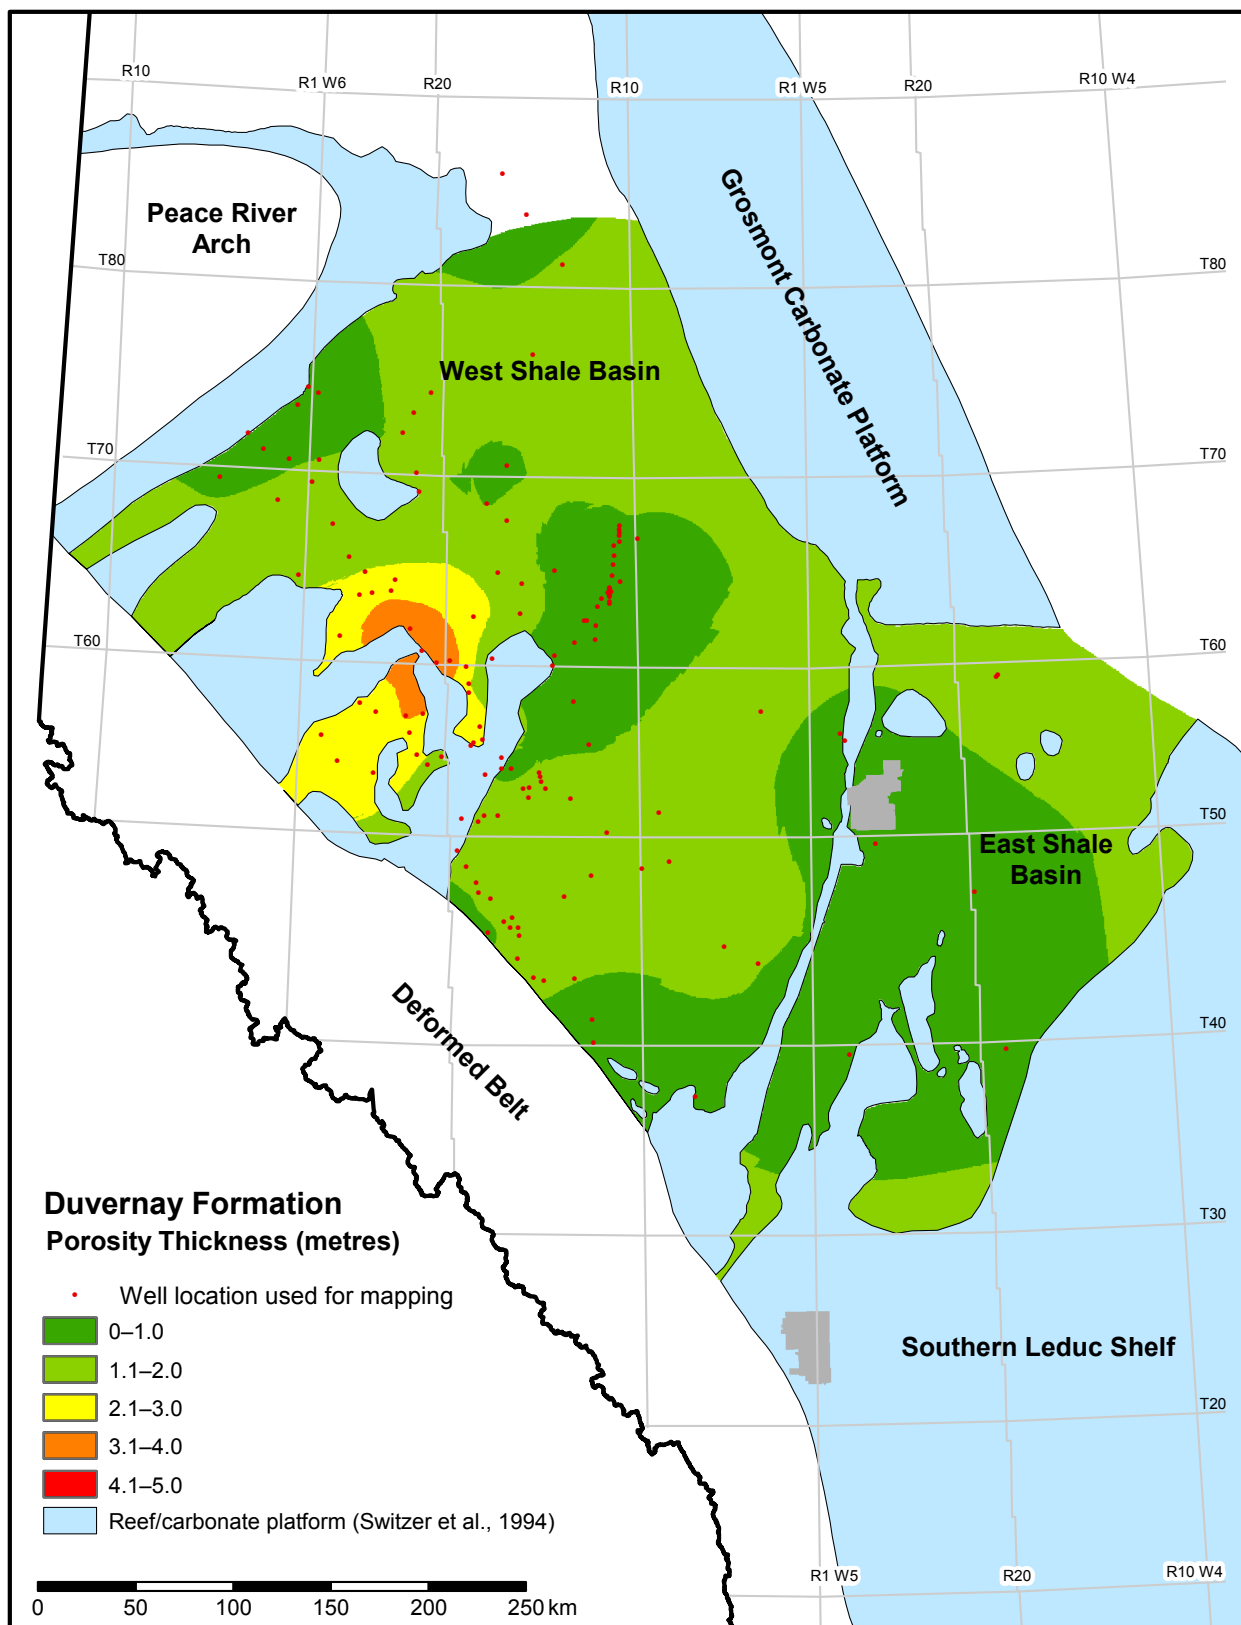 R10
R1 W6
R20
R10
R1 W5
R20
R10 W4
Peace River
Arch
Grosmont Carbonate Platform
T80
T80
West Shale Basin
T70
T70
T60
T60
T50
East Shale
Basin
Deformed Belt
T40
Duvernay Formation
Porosity Thickness (metres)
T30
Well location used for mapping
0–1.0
1.1–2.0
2.1–3.0
3.1–4.0
4.1–5.0
Reef/carbonate platform (Switzer et al., 1994)
Southern Leduc Shelf
T20
R1 W5
R20
R10 W4
0 50 100 150 200 250 km